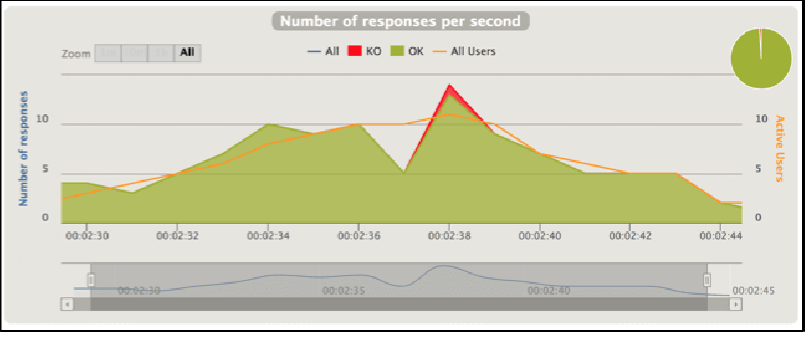 Number of responses per second
Zoom All
All KO OK All Users
Number of responses
10
5
0
10
5
0
Active Users
00:02:30 00:02:32 00:02:34 00:02:36 00:02:38 00:02:40 00:02:42 00:02:44
00:02:30 00:02:35 00:02:40 00:02:45